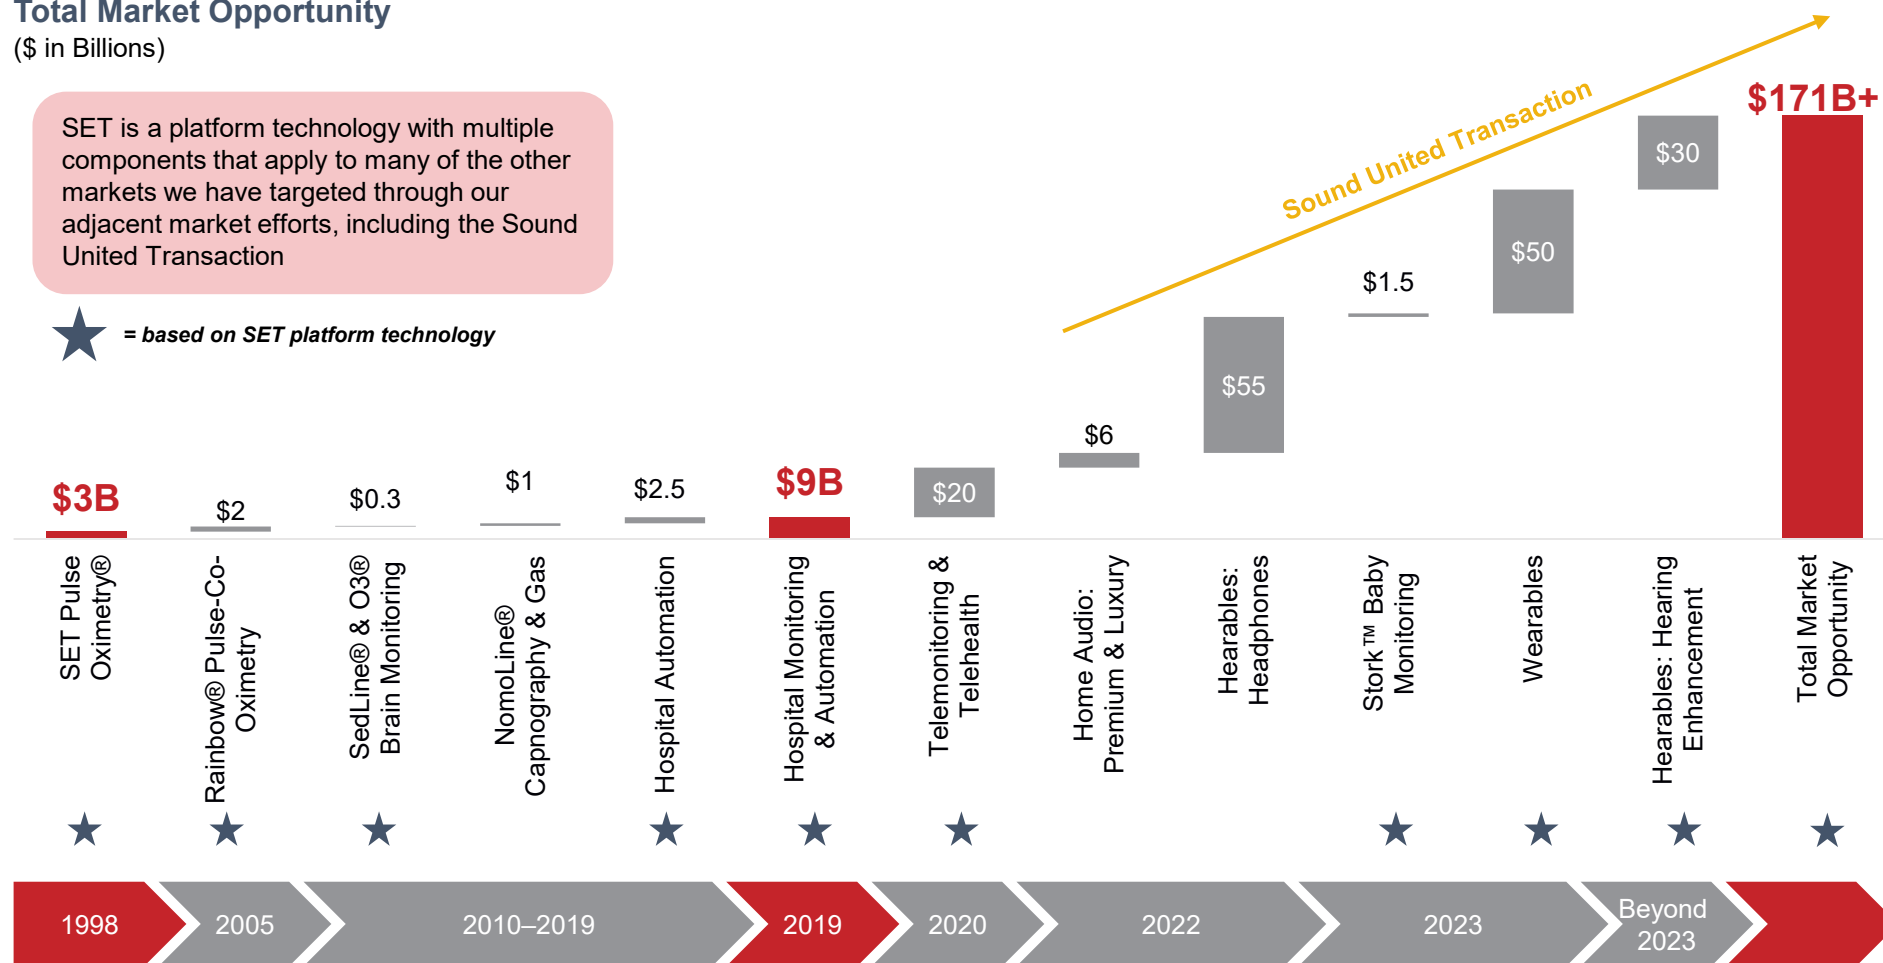 Total Market Opportunity
($ in Billions)
SET is a platform technology with multiple
components that apply to many of the other
markets we have targeted through our
adjacent market efforts, including the Sound
United Transaction
= based on SET platform technology
Sound United Transaction
$3B
$2
$0.3
$1
$2.5
$9B
$20
$6
$55
$1.5
$50
$30
$171B+
SET Pulse
Oximetry®
Rainbow® Pulse-Co-
Oximetry
SedLine® & O3®
Brain Monitoring
NomoLine®
Capnography & Gas
Hospital Automation
Hospital Monitoring
& Automation
Telemonitoring &
Telehealth
Home Audio:
Premium & Luxury
Hearables:
Headphones
Stork™ Baby
Monitoring
Wearables
Hearables: Hearing
Enhancement
Total Market
Opportunity
1998
2005
2010–2019
2019
2020
2022
2023
Beyond
2023